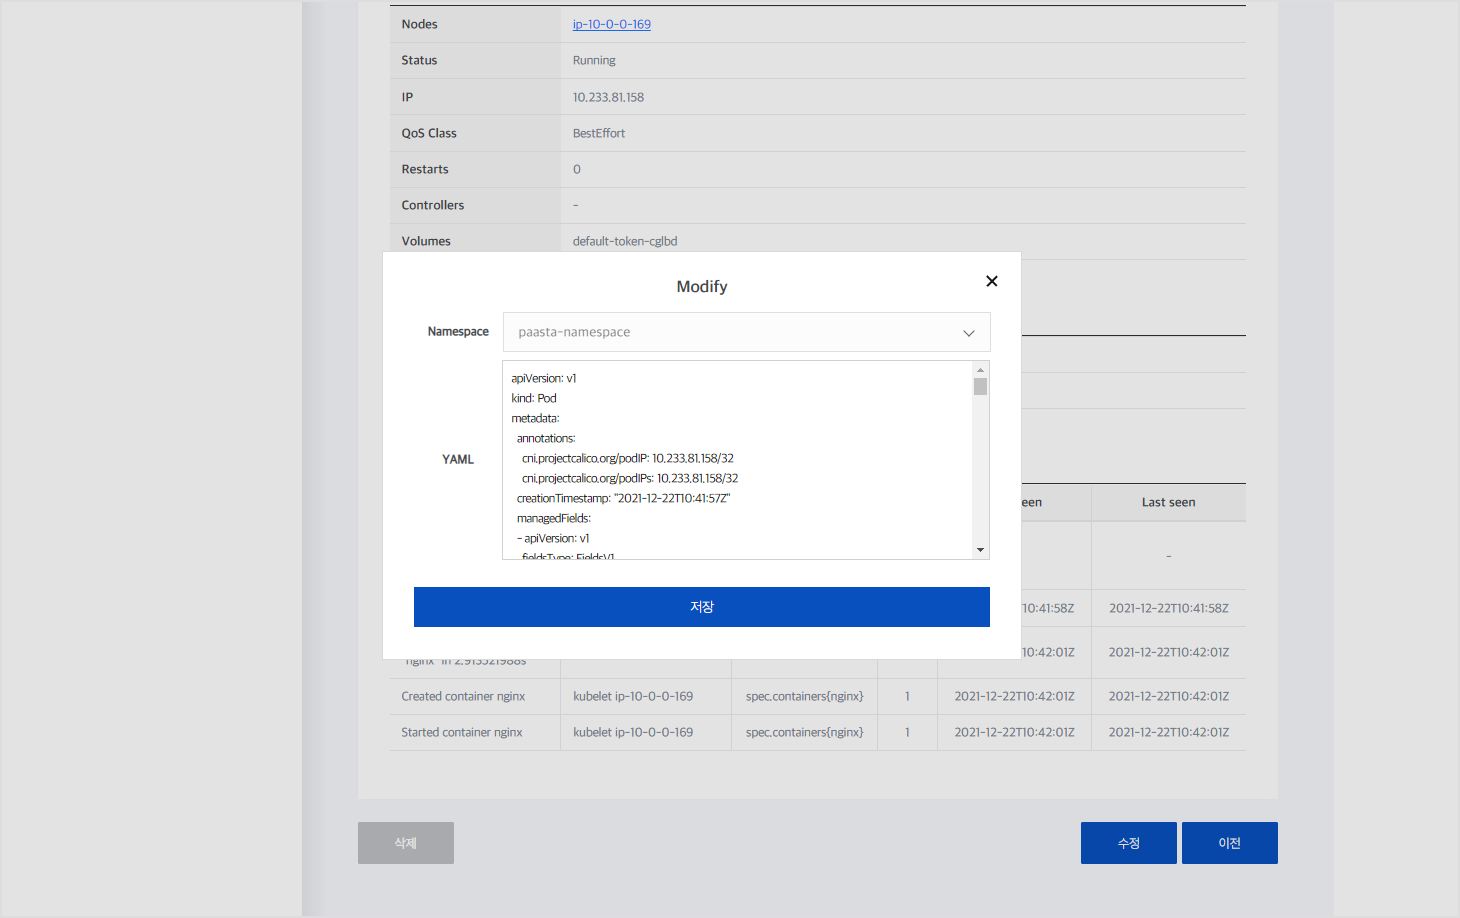 Nodes ip-10-0-0-169
Status Running
IP 10.233.81.158
QoS Class BestEffort
Restarts 0
Controllers -
Volumes default-token-cglbd
Modify
Namespace paasta-namespace
YAML
apiVersion: v1
kind: Pod
metadata:
annotations:
cni.projectcalico.org/podIP: 10.233.81.158/32
cni.projectcalico.org/podIPs: 10.233.81.158/32
creationTimestamp: "2021-12-22T10:41:57Z"
managedFields:
- apiVersion: v1
fieldsType: FieldsV1
저장
een Last seen
-
10:41:58Z 2021-12-22T10:41:58Z
"nginx" in 2.913521988s 10:42:01Z 2021-12-22T10:42:01Z
Created container nginx kubelet ip-10-0-0-169 spec.containers{nginx} 1 2021-12-22T10:42:01Z 2021-12-22T10:42:01Z
Started container nginx kubelet ip-10-0-0-169 spec.containers{nginx} 1 2021-12-22T10:42:01Z 2021-12-22T10:42:01Z
삭제 수정 이전